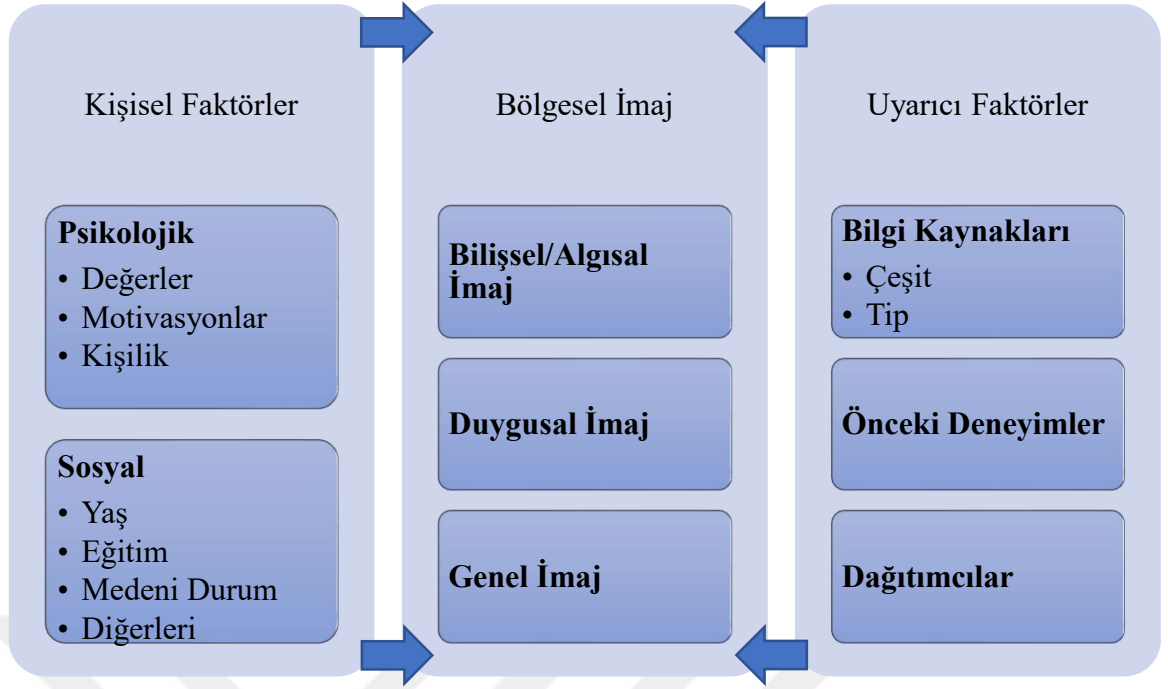 Kişisel Faktörler
Psikolojik
• Değerler
• Motivasyonlar
• Kişilik
Sosyal
• Yaş
• Eğitim
• Medeni Durum
• Diğerleri
Bölgesel İmaj
Bilişsel/Algısal
İmaj
Duygusal İmaj
Genel İmaj
Uyarıcı Faktörler
Bilgi Kaynakları
• Çeşit
• Tip
Önceki Deneyimler
Dağıtımcılar